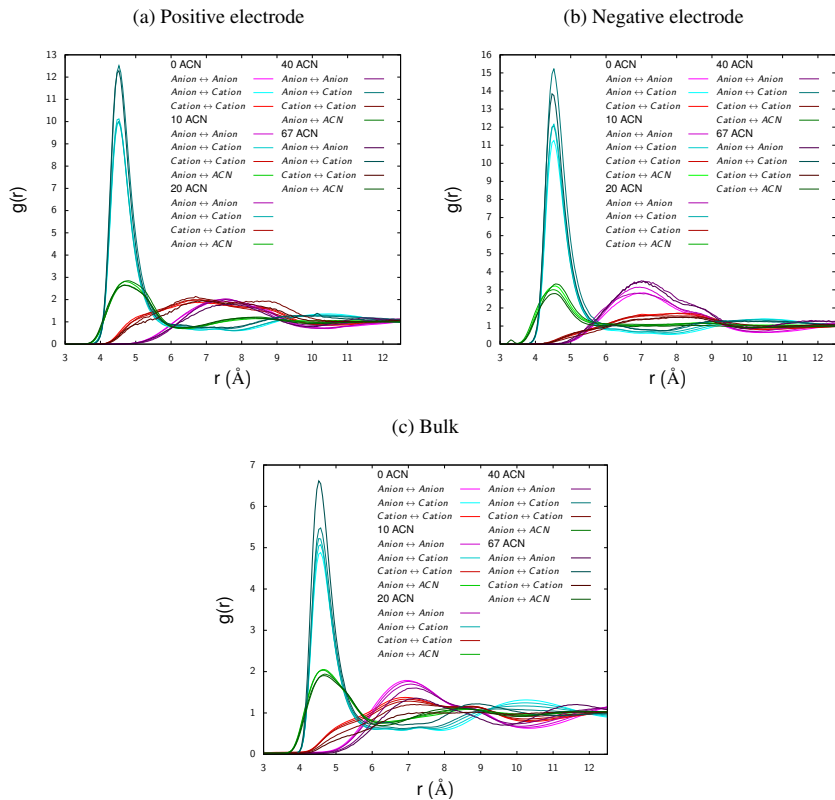 (a) Positive electrode
g(r)
13
12
11
10
9
8
7
6
5
4
3
2
1
0
3 4 5 6 7 8 9 10 11 12
r (Å)
0 ACN
Anion ↔ Anion
Anion ↔ Cation
Cation ↔ Cation
10 ACN
Anion ↔ Anion
Anion ↔ Cation
Cation ↔ Cation
Anion ↔ ACN
20 ACN
Anion ↔ Anion
Anion ↔ Cation
Cation ↔ Cation
Anion ↔ ACN
40 ACN
Anion ↔ Anion
Anion ↔ Cation
Cation ↔ Cation
Anion ↔ ACN
67 ACN
Anion ↔ Anion
Anion ↔ Cation
Cation ↔ Cation
Anion ↔ ACN
(b) Negative electrode
g(r)
16
15
14
13
12
11
10
9
8
7
6
5
4
3
2
1
0
3 4 5 6 7 8 9 10 11 12
r (Å)
0 ACN
Anion ↔ Anion
Anion ↔ Cation
Cation ↔ Cation
10 ACN
Anion ↔ Anion
Anion ↔ Cation
Cation ↔ Cation
Cation ↔ ACN
20 ACN
Anion ↔ Anion
Anion ↔ Cation
Cation ↔ Cation
Cation ↔ ACN
40 ACN
Anion ↔ Anion
Anion ↔ Cation
Cation ↔ Cation
Cation ↔ ACN
67 ACN
Anion ↔ Anion
Anion ↔ Cation
Cation ↔ Cation
Cation ↔ ACN
(c) Bulk
g(r)
7
6
5
4
3
2
1
0
3 4 5 6 7 8 9 10 11 12
r (Å)
0 ACN
Anion ↔ Anion
Anion ↔ Cation
Cation ↔ Cation
10 ACN
Anion ↔ Anion
Anion ↔ Cation
Cation ↔ Cation
Anion ↔ ACN
20 ACN
Anion ↔ Anion
Anion ↔ Cation
Cation ↔ Cation
Anion ↔ ACN
40 ACN
Anion ↔ Anion
Anion ↔ Cation
Cation ↔ Cation
Anion ↔ ACN
67 ACN
Anion ↔ Anion
Anion ↔ Cation
Cation ↔ Cation
Anion ↔ ACN